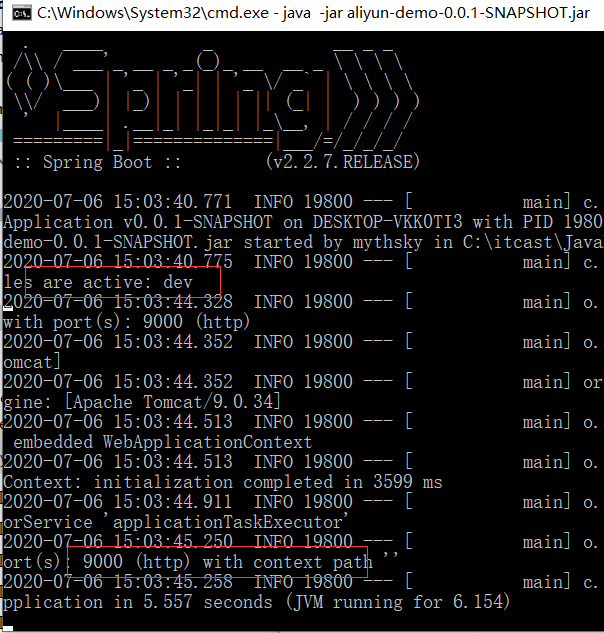 C:\Windows\System32\cmd.exe - java  -jar aliyun-demo-0.0.1-SNAPSHOT.jar
Spring
:: Spring Boot ::        (v2.2.7.RELEASE)
2020-07-06 15:03:40.771  INFO 19800 --- [           main] c.
Application v0.0.1-SNAPSHOT on DESKTOP-VKK0TI3 with PID 1980
demo-0.0.1-SNAPSHOT.jar started by mythsky in C:\itcast\Java
2020-07-06 15:03:40.775  INFO 19800 --- [           main] c.
les are active: dev
2020-07-06 15:03:44.328  INFO 19800 --- [           main] o.
with port(s): 9000 (http)
2020-07-06 15:03:44.352  INFO 19800 --- [           main] o.
omcat]
2020-07-06 15:03:44.352  INFO 19800 --- [           main] or
gine: [Apache Tomcat/9.0.34]
2020-07-06 15:03:44.513  INFO 19800 --- [           main] o.
embedded WebApplicationContext
2020-07-06 15:03:44.513  INFO 19800 --- [           main] o.
Context: initialization completed in 3599 ms
2020-07-06 15:03:44.911  INFO 19800 --- [           main] o.
orService 'applicationTaskExecutor'
2020-07-06 15:03:45.250  INFO 19800 --- [           main] o.
ort(s): 9000 (http) with context path ''
2020-07-06 15:03:45.258  INFO 19800 --- [           main] c.
pplication in 5.557 seconds (JVM running for 6.154)